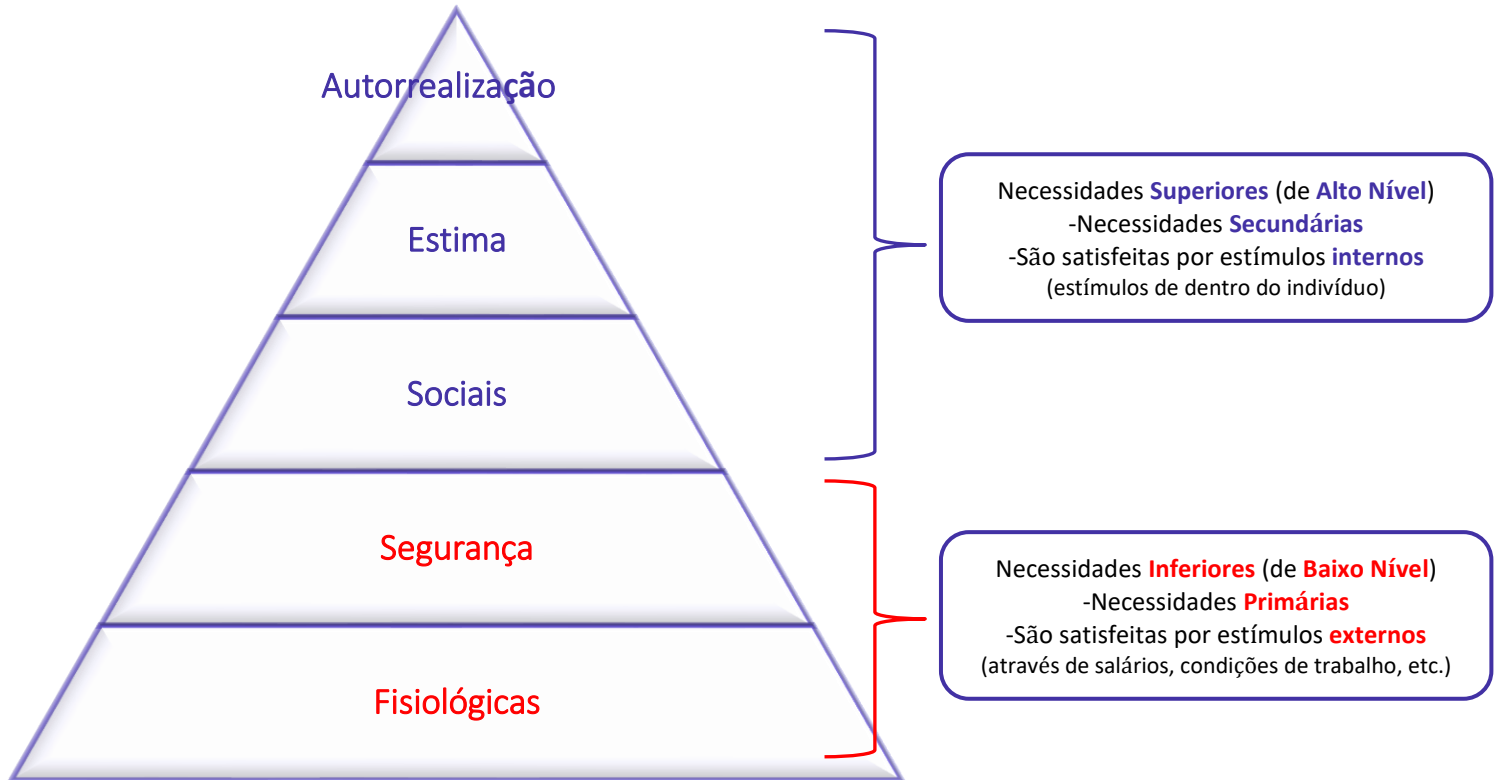 Autorrealização
Estima
Sociais
Segurança
Fisiológicas
Necessidades Superiores (de Alto Nível)
-Necessidades Secundárias
-São satisfeitas por estímulos internos
(estímulos de dentro do indivíduo)
Necessidades Inferiores (de Baixo Nível)
-Necessidades Primárias
-São satisfeitas por estímulos externos
(através de salários, condições de trabalho, etc.)